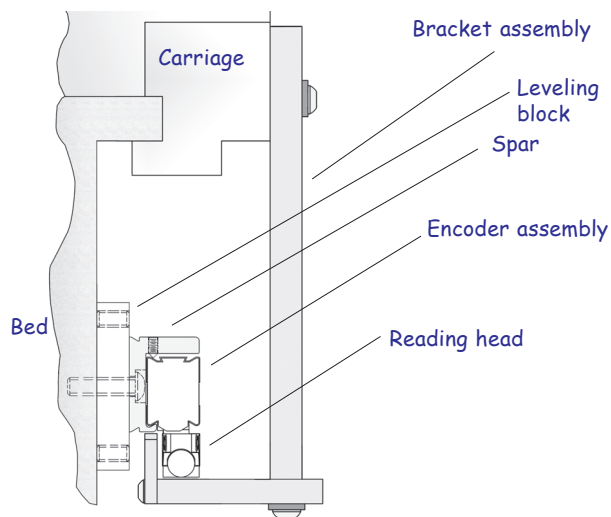 Bracket assembly
Carriage
Leveling
block
Spar
Encoder assembly
Bed
Reading head